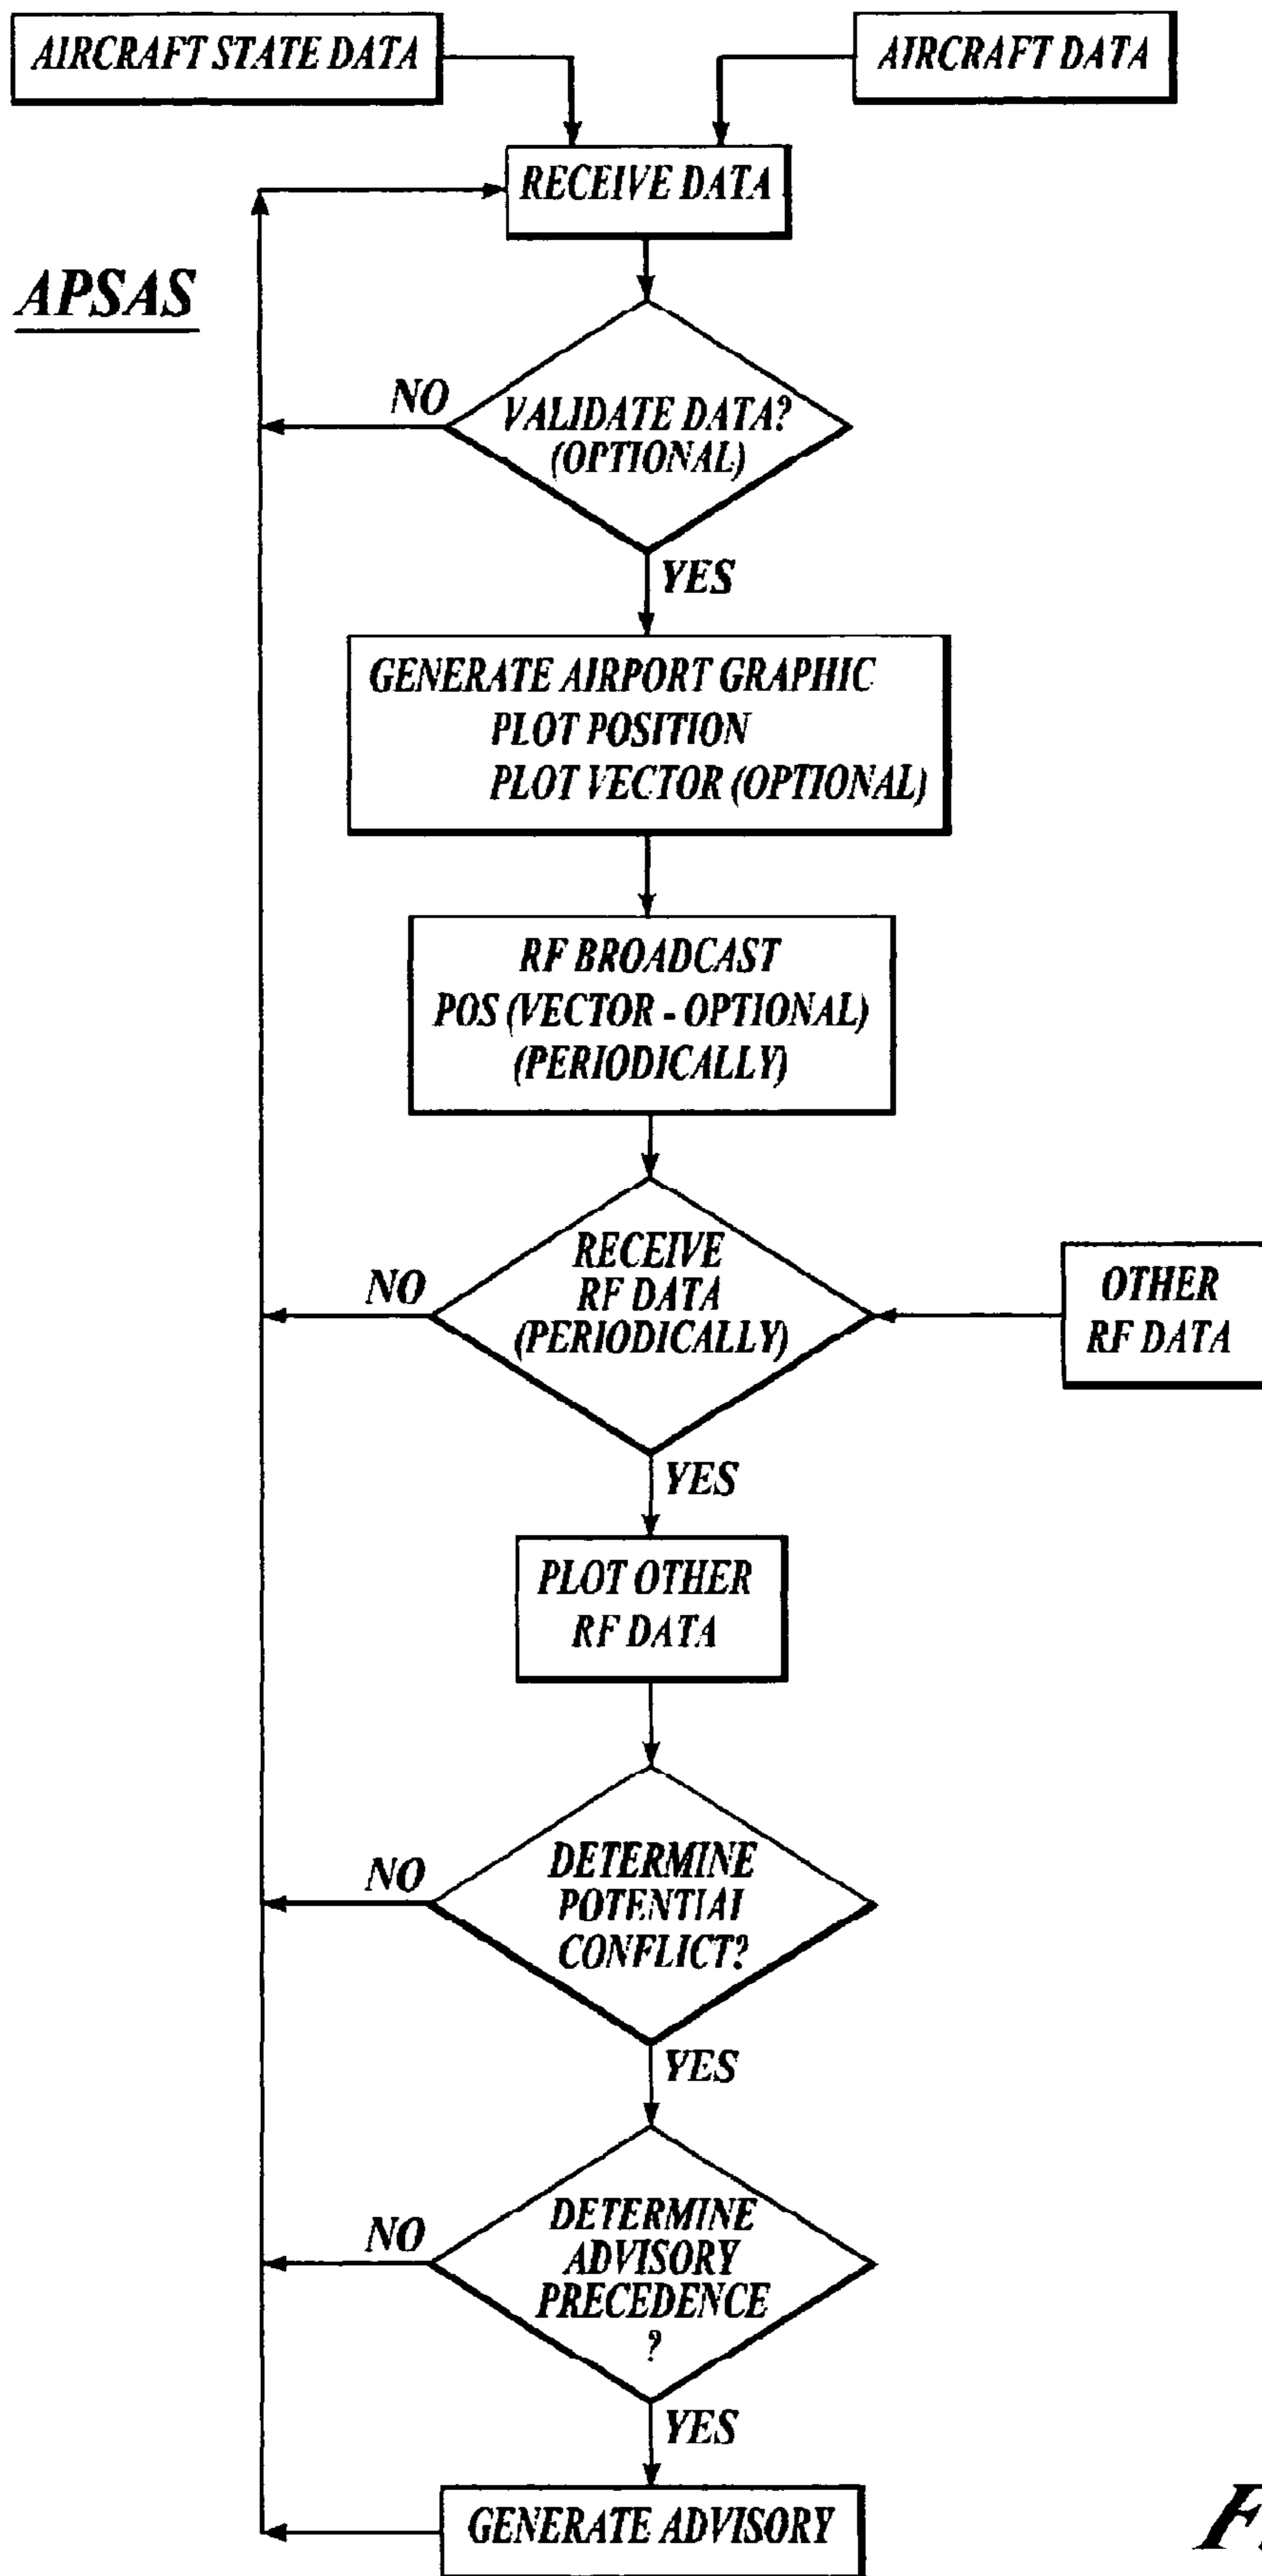 AIRCRAFT STATE DATA
AIRCRAFT DATA
RECEIVE DATA
APSAS
NO
VALIDATE DATA?
(OPTIONAL)
YES
GENERATE AIRPORT GRAPHIC
PLOT POSITION
PLOT VECTOR (OPTIONAL)
RF BROADCAST
POS (VECTOR - OPTIONAL)
(PERIODICALLY)
RECEIVE
RF DATA
(PERIODICALLY)
NO
OTHER
RF DATA
YES
PLOT OTHER
RF DATA
NO
DETERMINE
POTENTIAI
CONFLICT?
YES
NO
DETERMINE
ADVISORY
PRECEDENCE
?
YES
GENERATE ADVISORY